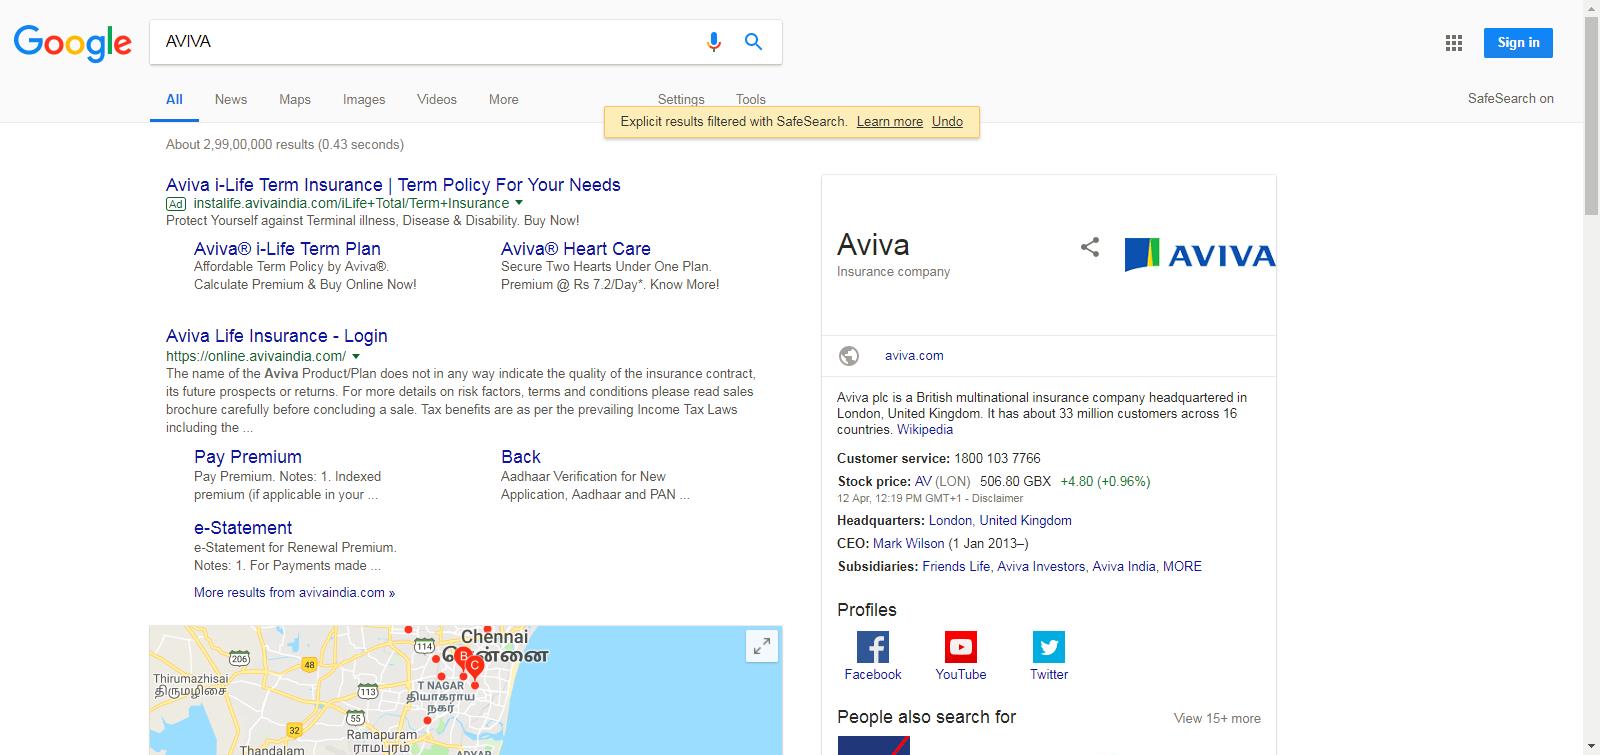 Google
AVIVA
Sign in
All News Maps Images Videos More Settings Tools
SafeSearch on
Explicit results filtered with SafeSearch. Learn more Undo
About 2,99,00,000 results (0.43 seconds)
Aviva i-Life Term Insurance | Term Policy For Your Needs
Ad instalife.avivaindia.com/iLife+Total/Term+Insurance
Protect Yourself against Terminal illness, Disease & Disability. Buy Now!
Aviva® i-Life Term Plan
Affordable Term Policy by Aviva®.
Calculate Premium & Buy Online Now!
Aviva® Heart Care
Secure Two Hearts Under One Plan.
Premium @ Rs 7.2/Day*. Know More!
Aviva Life Insurance - Login
https://online.avivaindia.com/
The name of the Aviva Product/Plan does not in any way indicate the quality of the insurance contract,
its future prospects or returns. For more details on risk factors, terms and conditions please read sales
brochure carefully before concluding a sale. Tax benefits are as per the prevailing Income Tax Laws
including the ...
Pay Premium
Pay Premium. Notes: 1. Indexed
premium (if applicable in your ...
Back
Aadhaar Verification for New
Application, Aadhaar and PAN ...
e-Statement
e-Statement for Renewal Premium.
Notes: 1. For Payments made ...
More results from avivaindia.com »
Chennai
114
B
C
206
48
Thirumazhisai
திருமழிசை
113
T NAGAR
தியாகராய
நகர்
55
32
Ramapuram
ராமபுரம்
Thandalam
ADYAR
Aviva
Insurance company
AVIVA
aviva.com
Aviva plc is a British multinational insurance company headquartered in
London, United Kingdom. It has about 33 million customers across 16
countries. Wikipedia
Customer service: 1800 103 7766
Stock price: AV (LON) 506.80 GBX +4.80 (+0.96%)
12 Apr, 12:19 PM GMT+1 - Disclaimer
Headquarters: London, United Kingdom
CEO: Mark Wilson (1 Jan 2013–)
Subsidiaries: Friends Life, Aviva Investors, Aviva India, MORE
Profiles
Facebook YouTube Twitter
People also search for View 15+ more